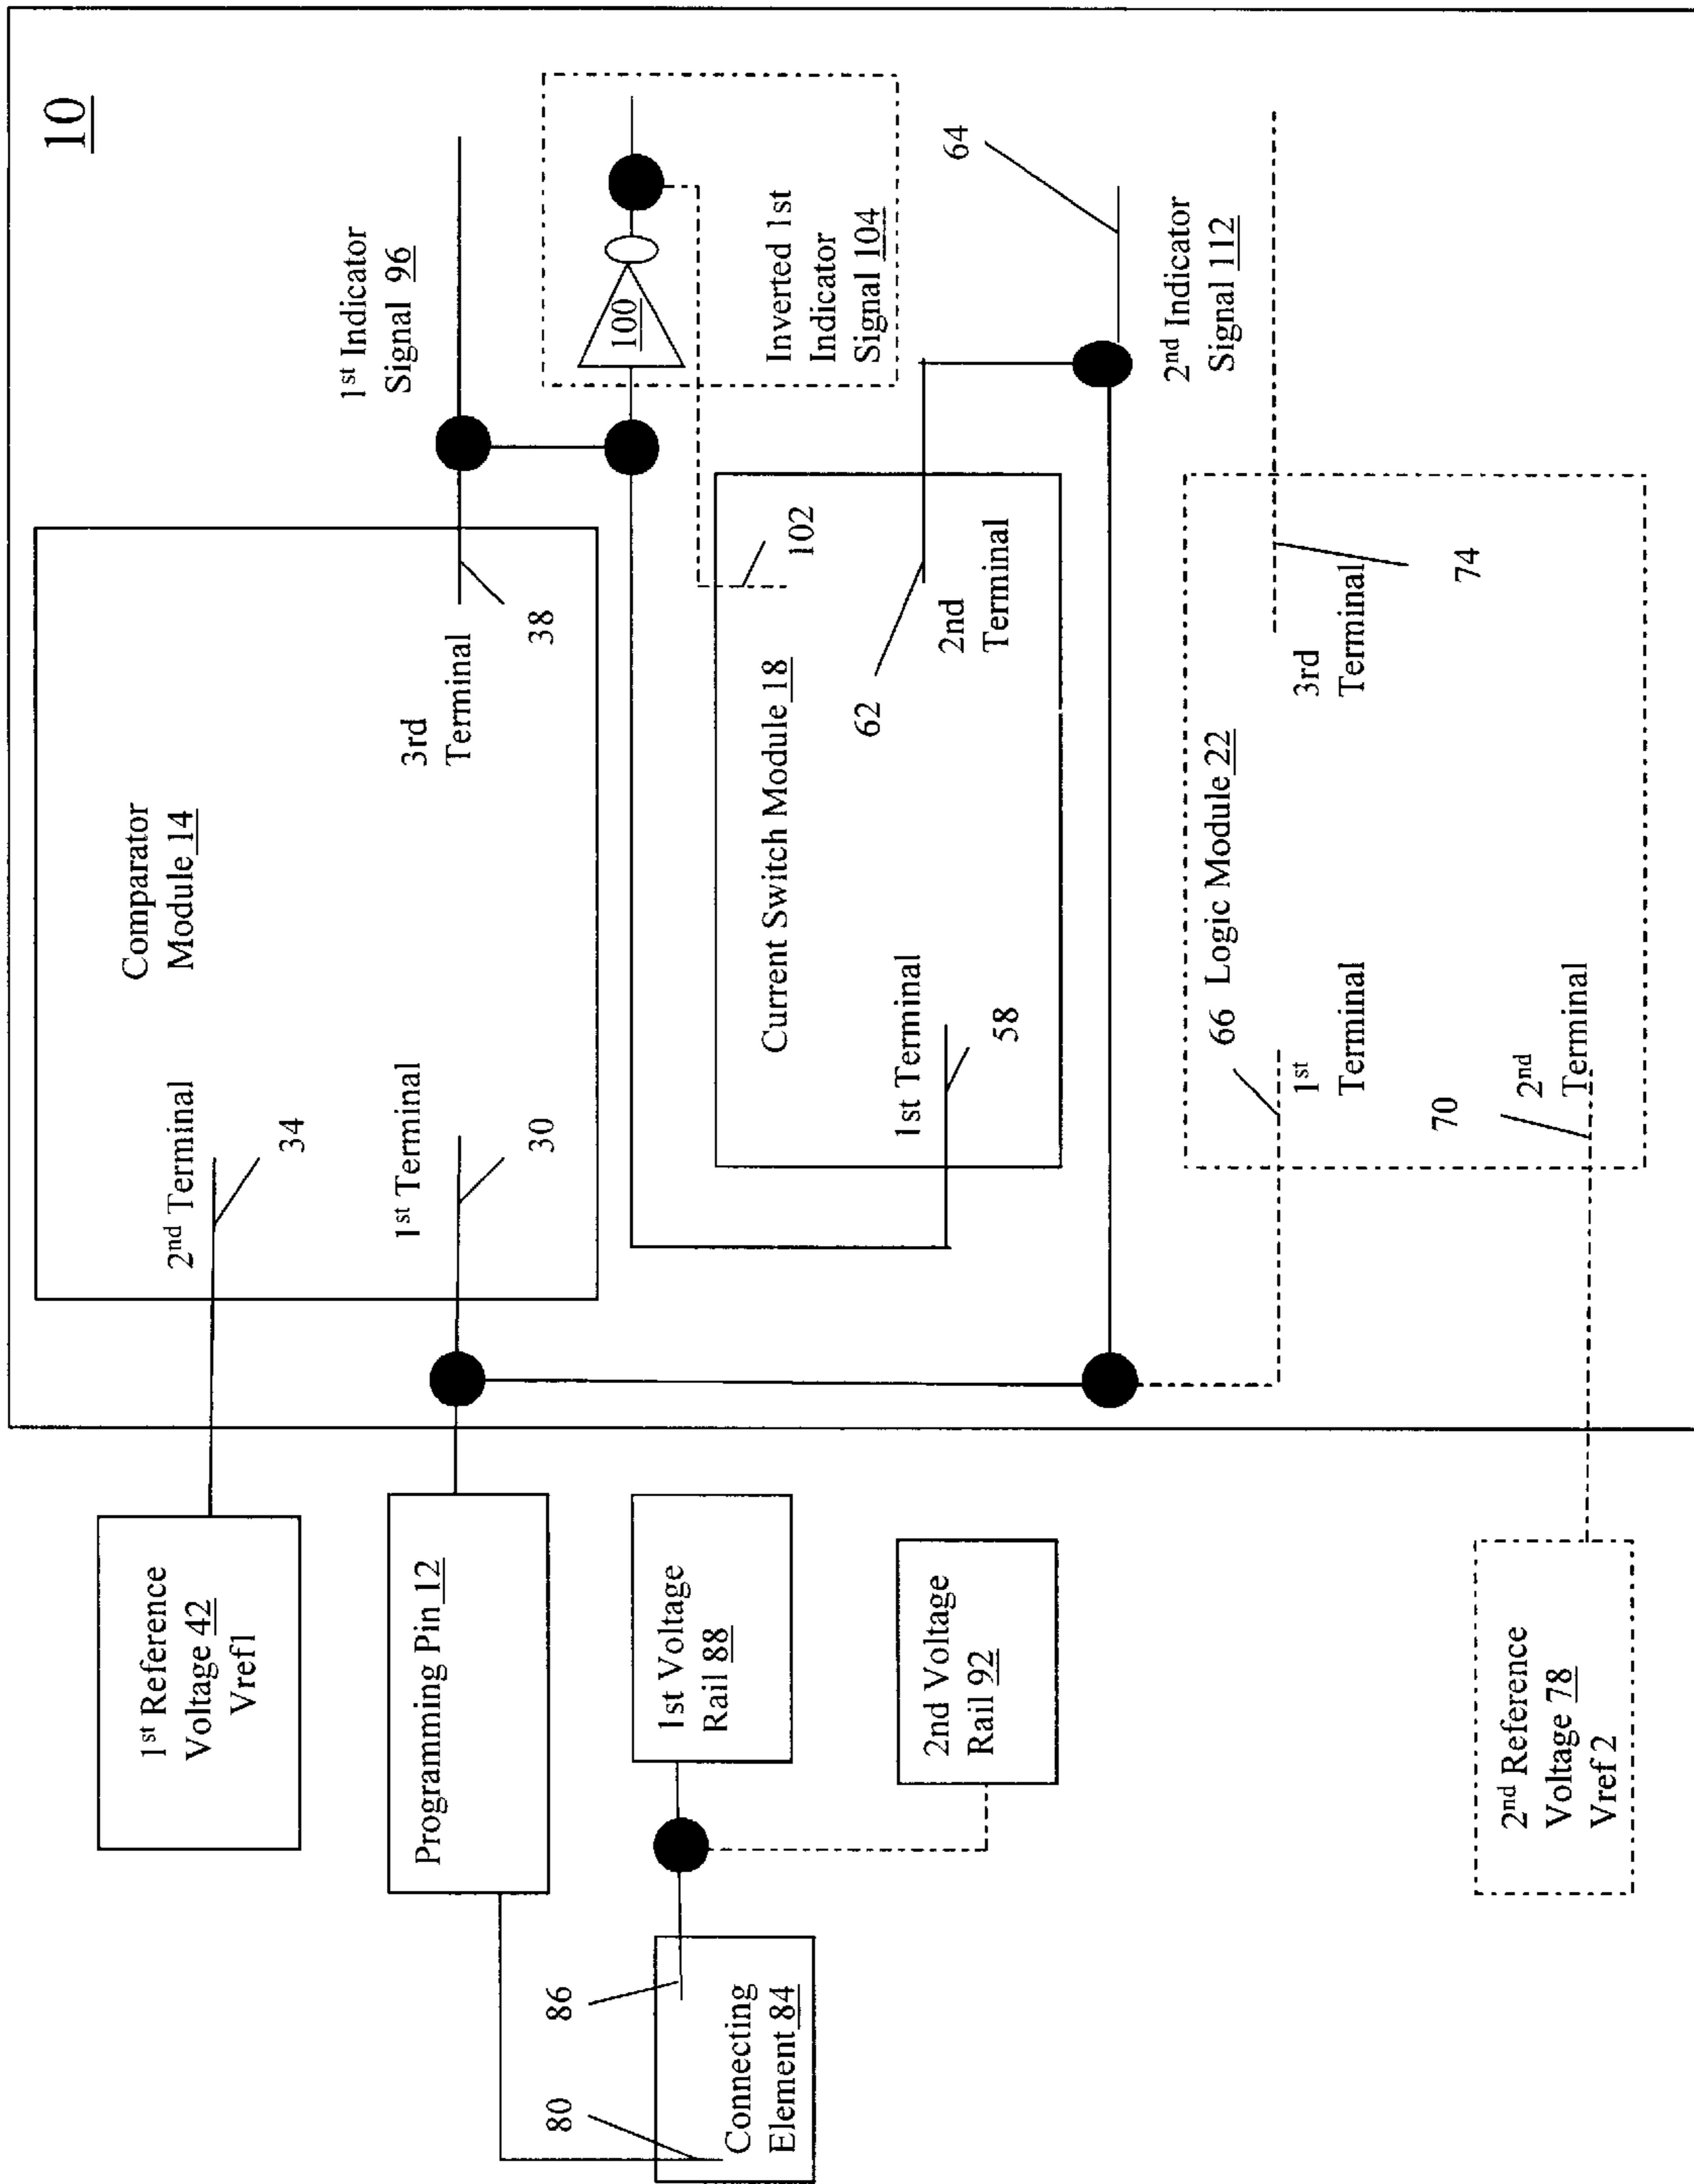 10
1st Reference
Voltage 42
Vref1
2nd Terminal
34
Comparator
Module 14
1st Terminal
30
3rd
Terminal
38
1st Indicator
Signal 96
Programming Pin 12
100
Inverted 1st
Indicator
Signal 104
80
86
Connecting
Element 84
1st Voltage
Rail 88
2nd Voltage
Rail 92
Current Switch Module 18
102
1st Terminal
58
62
2nd
Terminal
64
2nd Indicator
Signal 112
66
Logic Module 22
1st
Terminal
3rd
Terminal
74
70
2nd
Terminal
2nd Reference
Voltage 78
Vref 2